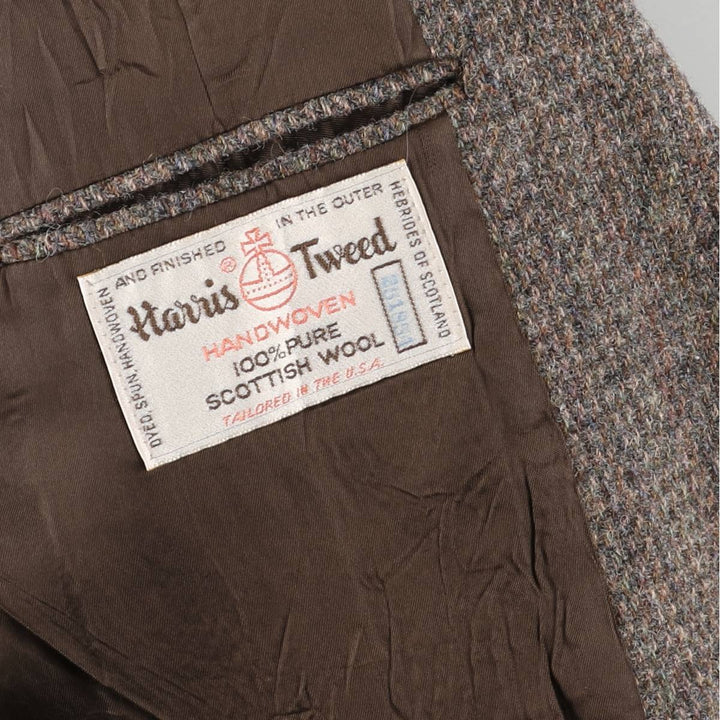 DYED, SPUN, HANDWOVEN
AND FINISHED
IN THE OUTER
HEBRIDES OF SCOTLAND
Harris ® Tweed
HANDWOVEN
100% PURE
SCOTTISH WOOL
TAILORED IN THE U.S.A.